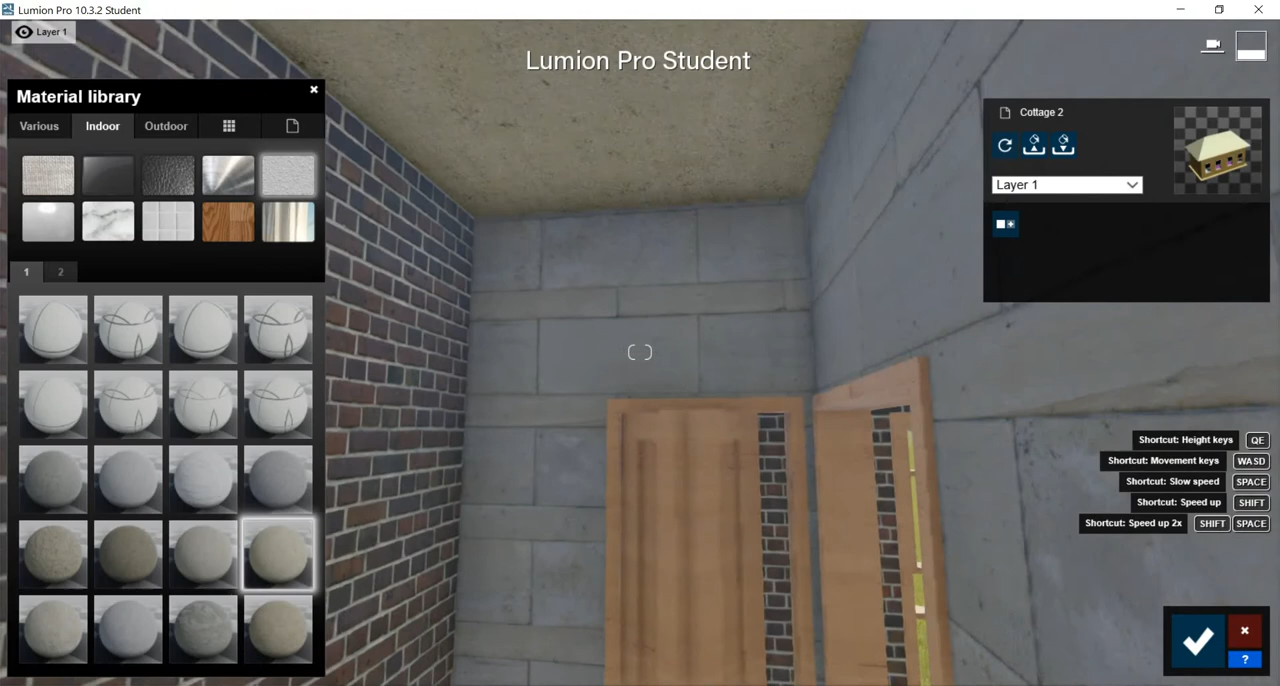 Lumion Pro 10.3.2 Student
Layer 1
Lumion Pro Student
Material library
Various
Indoor
Outdoor
1
2
Cottage 2
Layer 1
Shortcut: Height keys QE
Shortcut: Movement keys WASD
Shortcut: Slow speed SPACE
Shortcut: Speed up SHIFT
Shortcut: Speed up 2x SHIFT SPACE
?